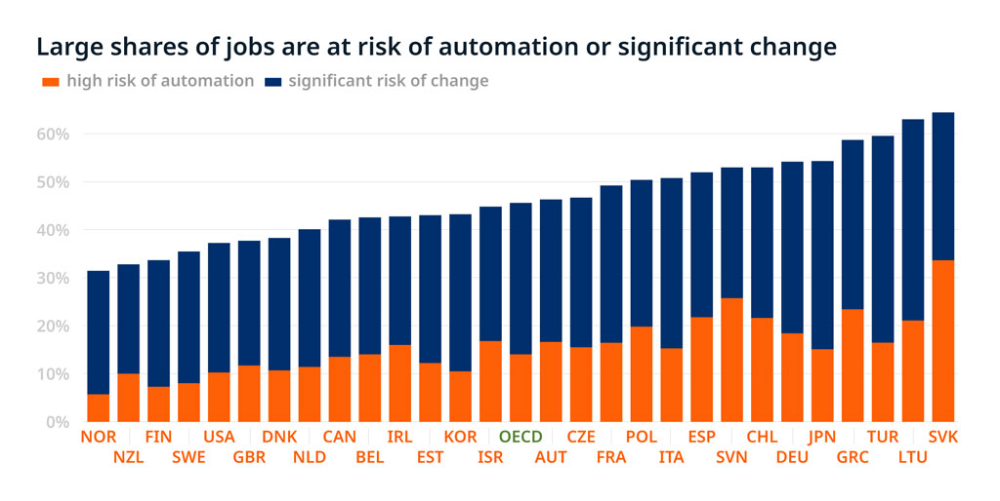 Large shares of jobs are at risk of automation or significant change
high risk of automation significant risk of change
60%
50%
40%
30%
20%
10%
0%
NOR FIN USA DNK CAN IRL KOR OECD CZE POL ESP CHL JPN TUR SVK
NZL SWE GBR NLD BEL EST ISR AUT FRA ITA SVN DEU GRC LTU